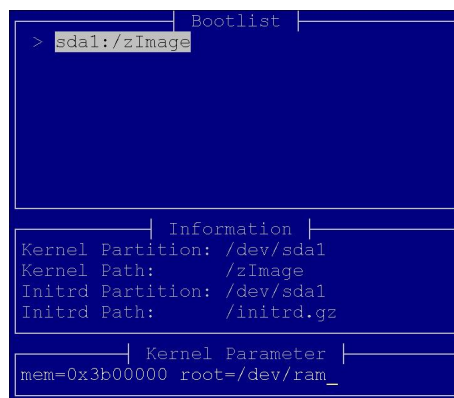 Bootlist
> sda1:/zImage
Information
Kernel Partition: /dev/sda1
Kernel Path: /zImage
Initrd Partition: /dev/sda1
Initrd Path: /initrd.gz
Kernel Parameter
mem=0x3b00000 root=/dev/ram_